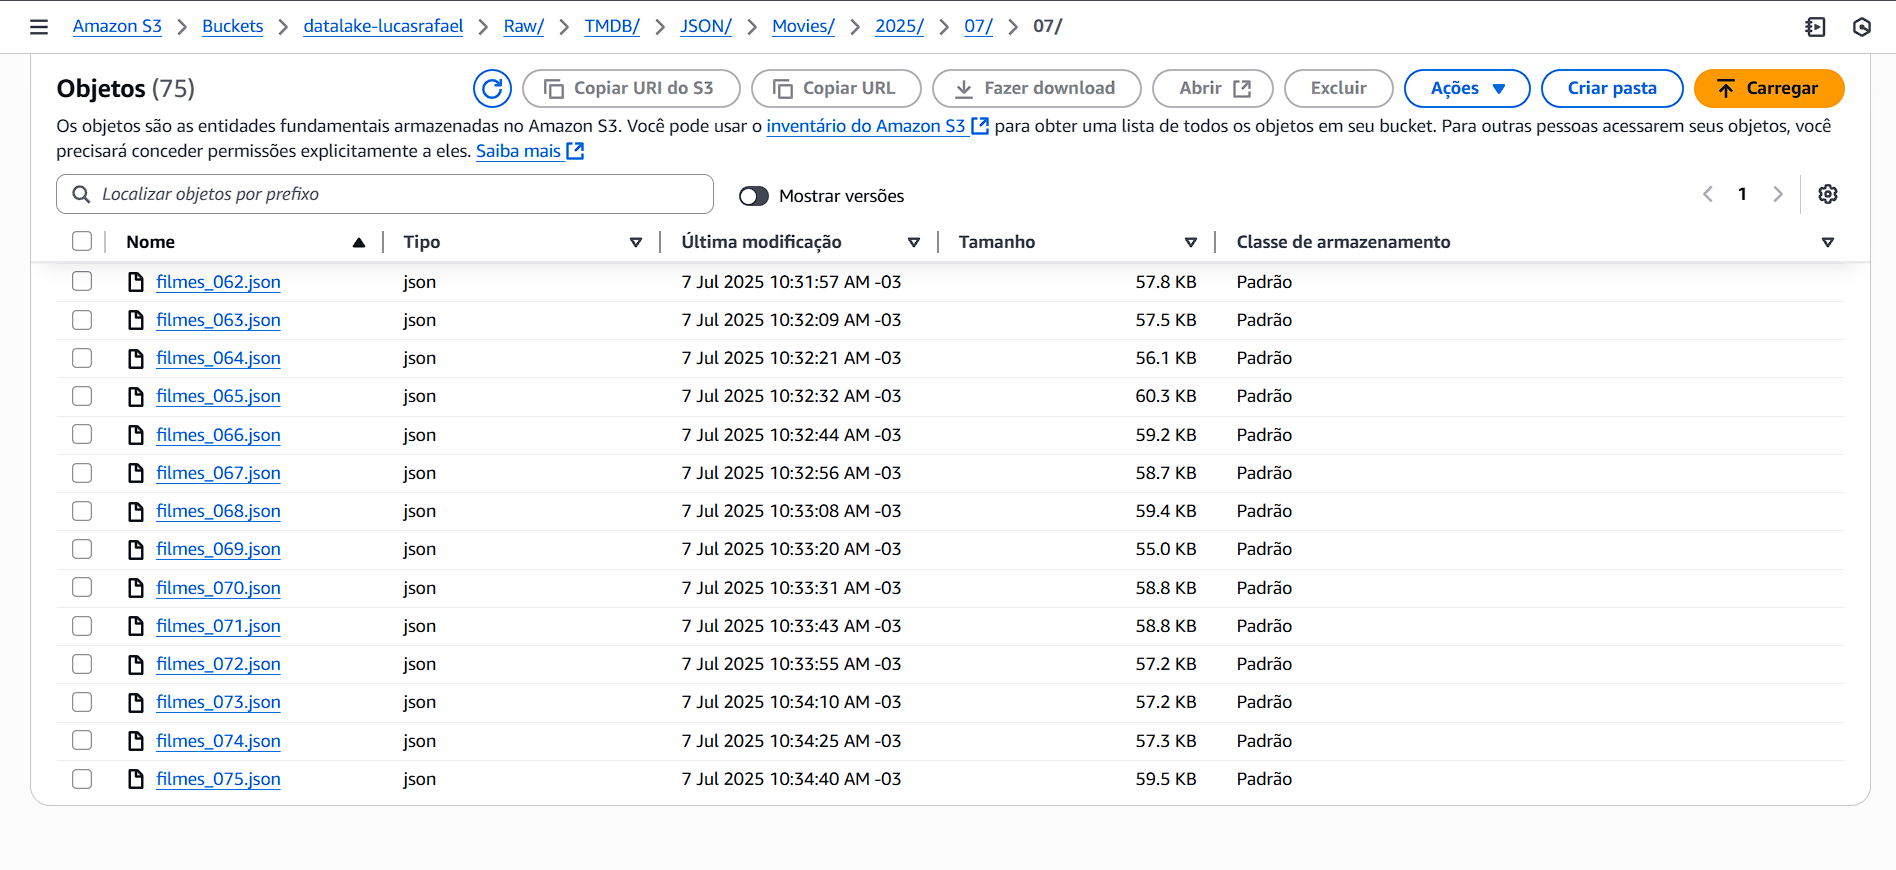 Amazon S3 > Buckets > datalake-lucasrafael > Raw/ > TMDB/ > JSON/ > Movies/ > 2025/ > 07/ > 07/
Objetos (75) Copiar URI do S3 Copiar URL Fazer download Abrir Excluir Ações Criar pasta Carregar
Os objetos são as entidades fundamentais armazenadas no Amazon S3. Você pode usar o inventário do Amazon S3 para obter uma lista de todos os objetos em seu bucket. Para outras pessoas acessarem seus objetos, você
precisará conceder permissões explicitamente a eles. Saiba mais
Localizar objetos por prefixo Mostrar versões 1
Nome Tipo Última modificação Tamanho Classe de armazenamento
filmes_062.json json 7 Jul 2025 10:31:57 AM -03 57.8 KB Padrão
filmes_063.json json 7 Jul 2025 10:32:09 AM -03 57.5 KB Padrão
filmes_064.json json 7 Jul 2025 10:32:21 AM -03 56.1 KB Padrão
filmes_065.json json 7 Jul 2025 10:32:32 AM -03 60.3 KB Padrão
filmes_066.json json 7 Jul 2025 10:32:44 AM -03 59.2 KB Padrão
filmes_067.json json 7 Jul 2025 10:32:56 AM -03 58.7 KB Padrão
filmes_068.json json 7 Jul 2025 10:33:08 AM -03 59.4 KB Padrão
filmes_069.json json 7 Jul 2025 10:33:20 AM -03 55.0 KB Padrão
filmes_070.json json 7 Jul 2025 10:33:31 AM -03 58.8 KB Padrão
filmes_071.json json 7 Jul 2025 10:33:43 AM -03 58.8 KB Padrão
filmes_072.json json 7 Jul 2025 10:33:55 AM -03 57.2 KB Padrão
filmes_073.json json 7 Jul 2025 10:34:10 AM -03 57.2 KB Padrão
filmes_074.json json 7 Jul 2025 10:34:25 AM -03 57.3 KB Padrão
filmes_075.json json 7 Jul 2025 10:34:40 AM -03 59.5 KB Padrão